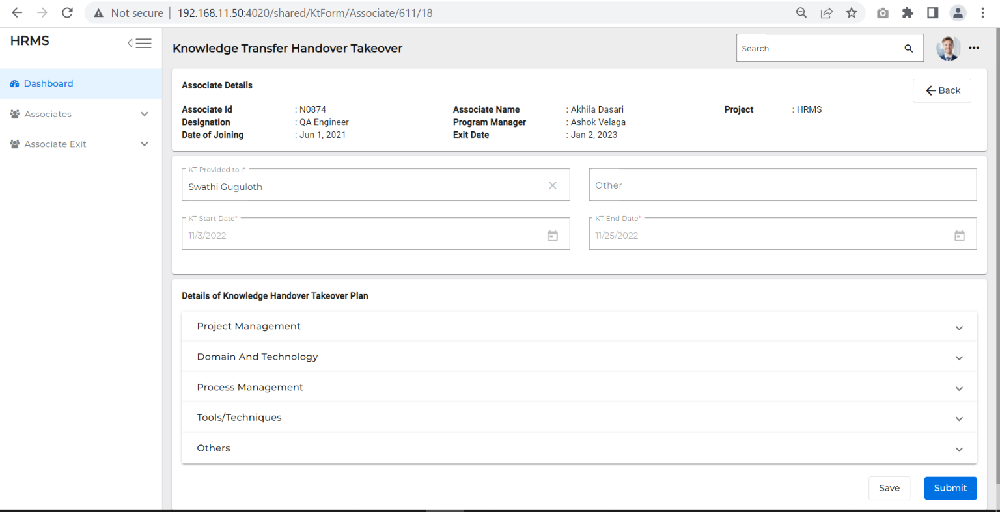 Not secure 192.168.11.50:4020/shared/KtForm/Associate/611/18
HRMS
Dashboard
Associates
Associate Exit
Knowledge Transfer Handover Takeover
Search
Associate Details
Back
Associate Id : N0874 Associate Name : Akhila Dasari Project : HRMS
Designation : QA Engineer Program Manager : Ashok Velaga
Date of Joining : Jun 1, 2021 Exit Date : Jan 2, 2023
KT Provided to :*
Swathi Guguloth
Other
KT Start Date* KT End Date*
11/3/2022 11/25/2022
Details of Knowledge Handover Takeover Plan
Project Management
Domain And Technology
Process Management
Tools/Techniques
Others
Save Submit